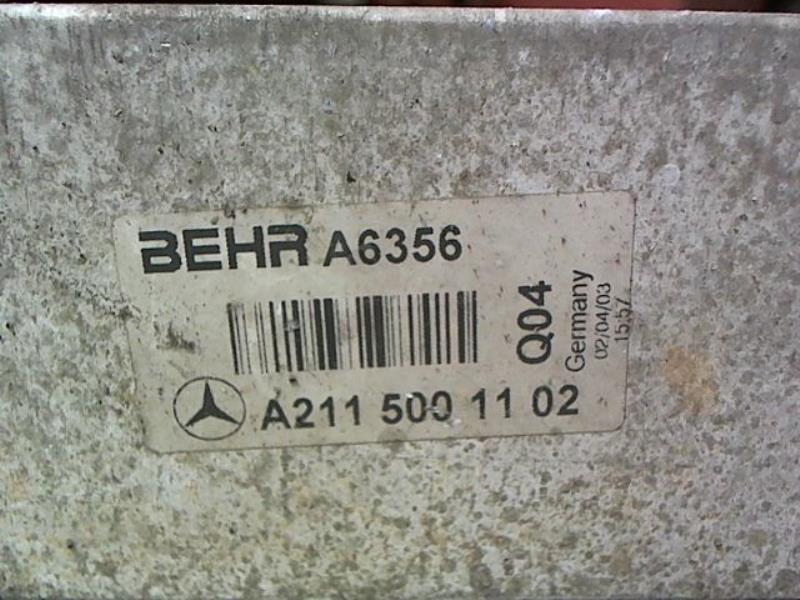 BEHR A6356
Q04
Germany
02/04/03
15:57
A211 500 11 02